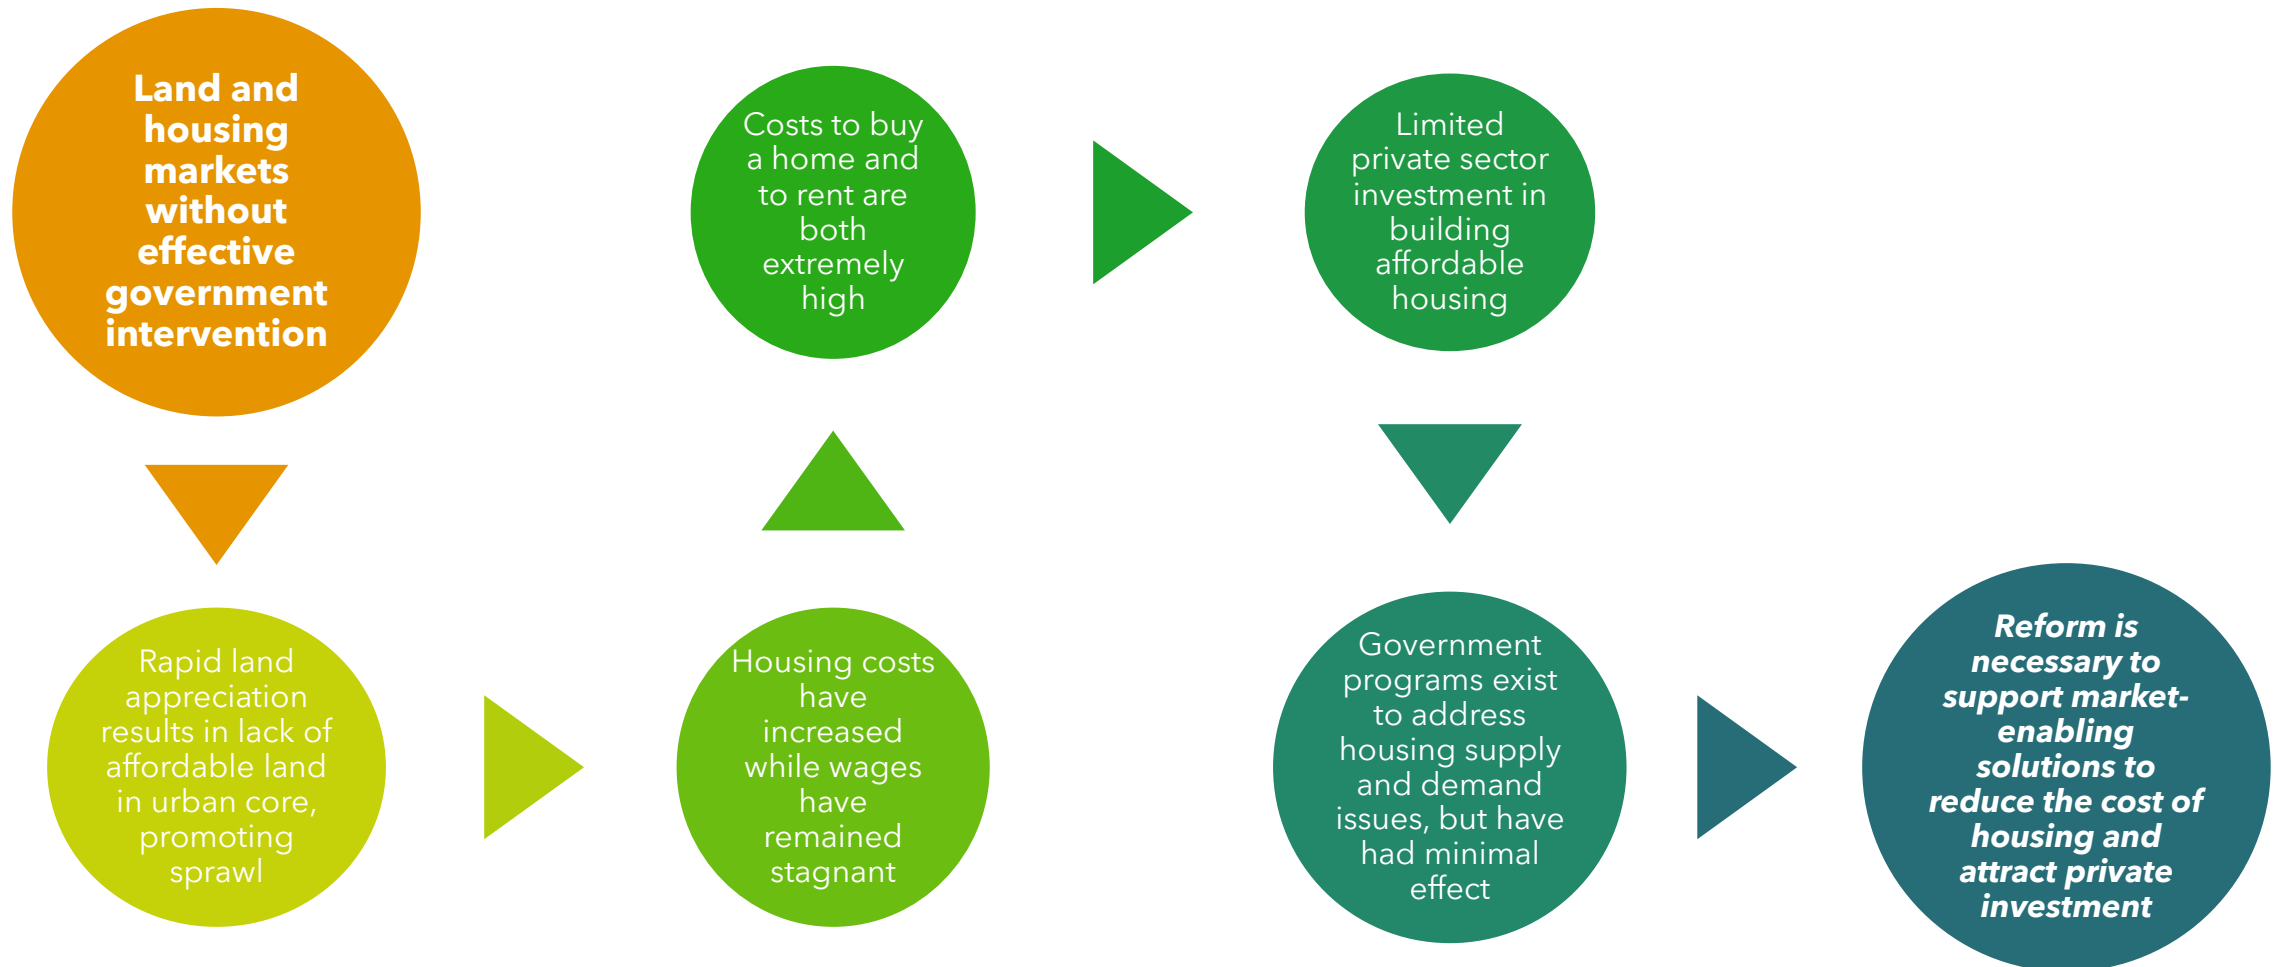 Land and
housing
markets
without
effective
government
intervention
Rapid land
appreciation
results in lack of
affordable land
in urban core,
promoting
sprawl
Housing costs
have
increased
while wages
have
remained
stagnant
Costs to buy
a home and
to rent are
both
extremely
high
Limited
private sector
investment in
building
affordable
housing
Government
programs exist
to address
housing supply
and demand
issues, but have
had minimal
effect
Reform is
necessary to
support market-
enabling
solutions to
reduce the cost of
housing and
attract private
investment